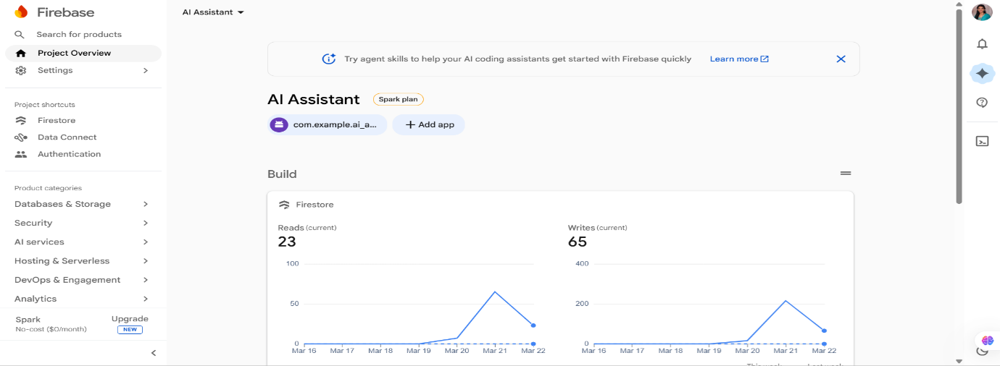 Firebase
AI Assistant
Search for products
Project Overview
Settings
Try agent skills to help your AI coding assistants get started with Firebase quickly Learn more
AI Assistant Spark plan
com.example.ai_a... + Add app
Project shortcuts
Firestore
Data Connect
Authentication
Build
Product categories
Databases & Storage
Security
AI services
Hosting & Serverless
DevOps & Engagement
Analytics
Spark Upgrade
No-cost ($0/month) NEW
Firestore
Reads (current)
23
100
50
0
Mar 16 Mar 17 Mar 18 Mar 19 Mar 20 Mar 21 Mar 22
Writes (current)
65
400
200
0
Mar 16 Mar 17 Mar 18 Mar 19 Mar 20 Mar 21 Mar 22